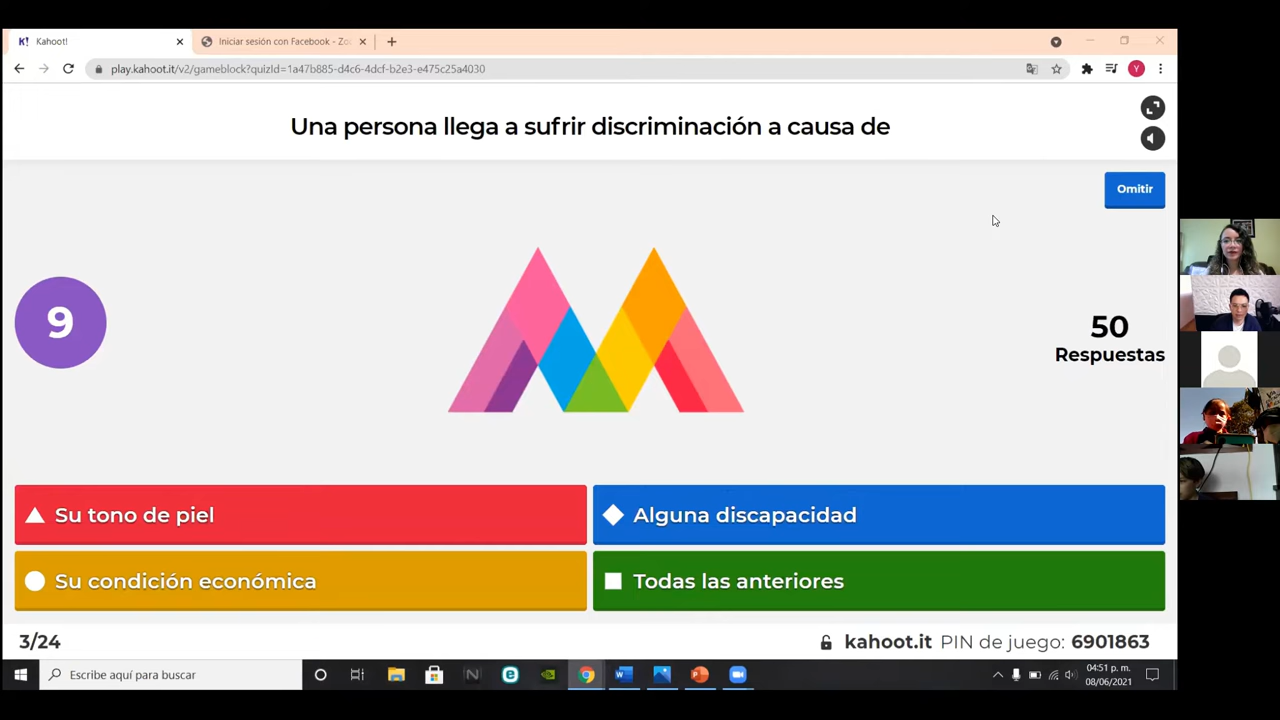 Kahoot!
Iniciar sesión con Facebook - Zo
play.kahoot.it/v2/gameblock?quizId=1a47b885-d4c6-4dcf-b2e3-e475c25a4030
Y
Una persona llega a sufrir discriminación a causa de
Omitir
9
50
Respuestas
Su tono de piel
Alguna discapacidad
Su condición económica
Todas las anteriores
3/24
kahoot.it PIN de juego: 6901863
Escribe aquí para buscar
04:51 p. m.
08/06/2021